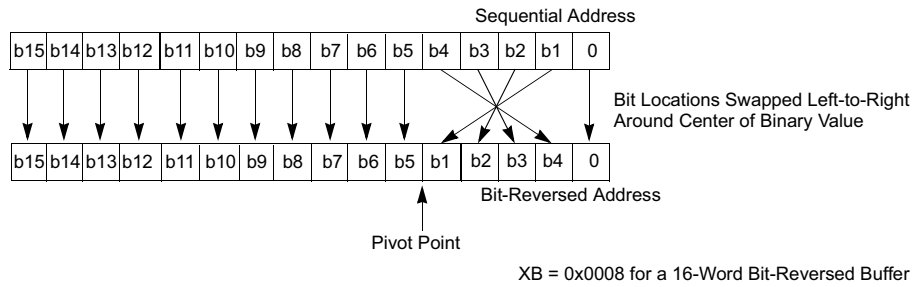 Sequential Address
b15 b14 b13 b12 b11 b10 b9 b8 b7 b6 b5 b4 b3 b2 b1 0
Bit Locations Swapped Left-to-Right
Around Center of Binary Value
b15 b14 b13 b12 b11 b10 b9 b8 b7 b6 b5 b1 b2 b3 b4 0
Bit-Reversed Address
Pivot Point
XB = 0x0008 for a 16-Word Bit-Reversed Buffer